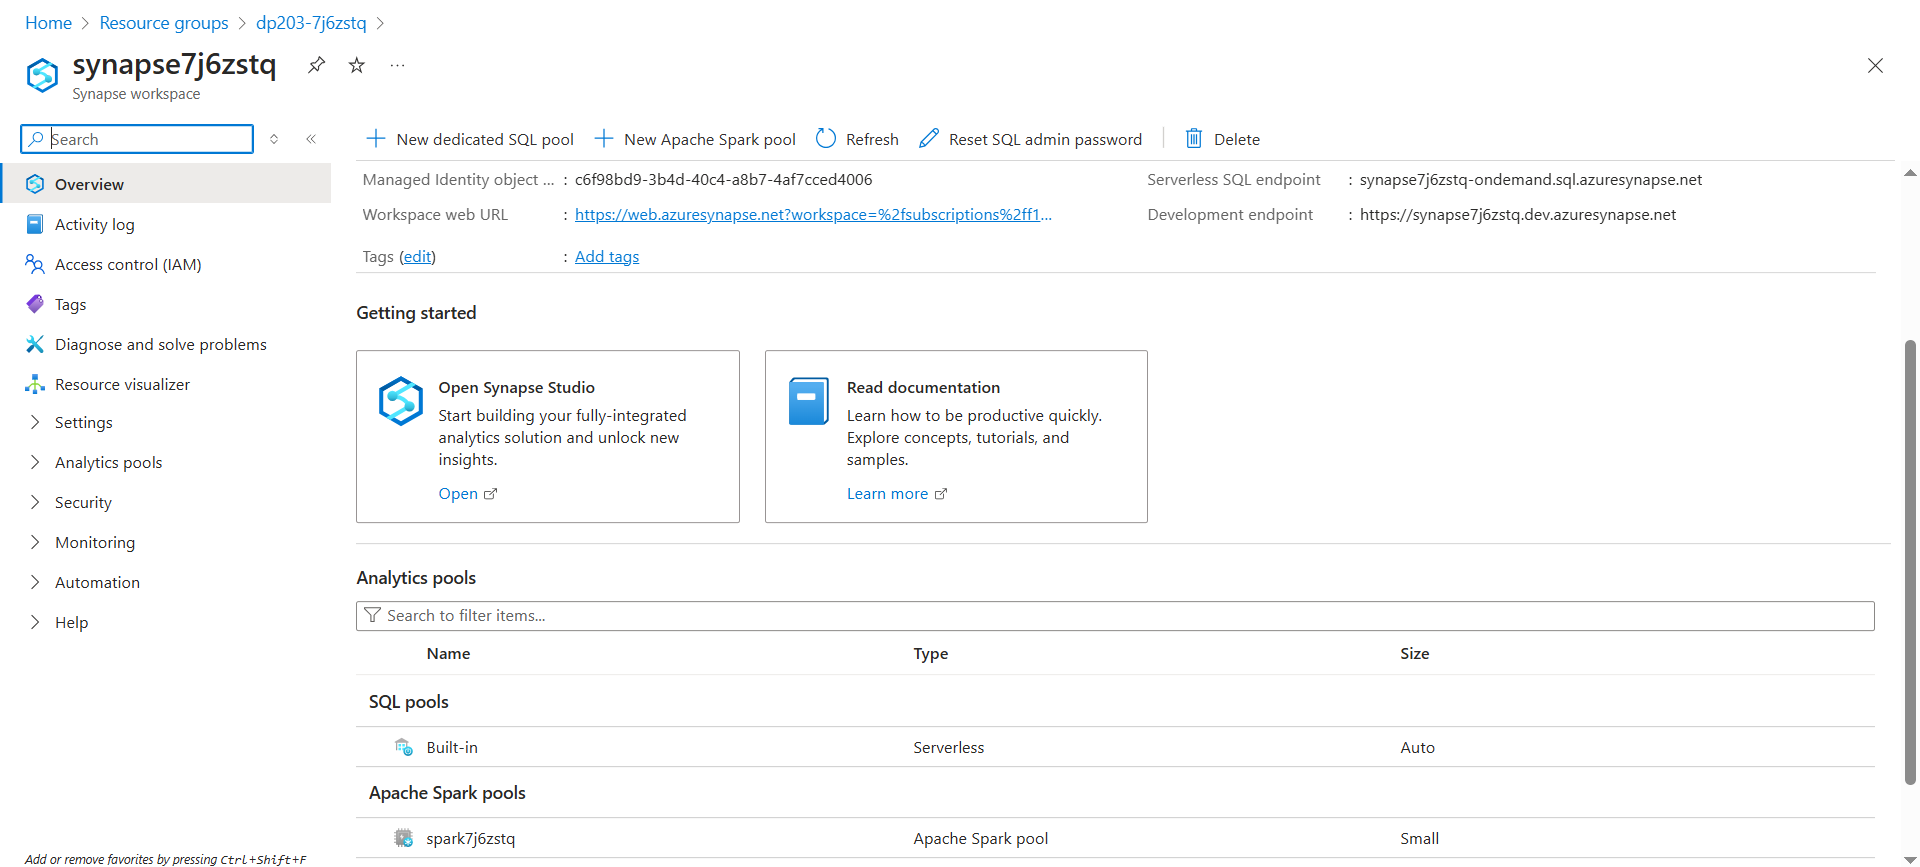 Home > Resource groups > dp203-7j6zstq >
synapse7j6zstq
Synapse workspace
Search
New dedicated SQL pool New Apache Spark pool Refresh Reset SQL admin password Delete
Overview
Activity log
Access control (IAM)
Tags
Diagnose and solve problems
Resource visualizer
Settings
Analytics pools
Security
Monitoring
Automation
Help
Add or remove favorites by pressing Ctrl+Shift+F
Managed Identity object ... : c6f98bd9-3b4d-40c4-a8b7-4af7cced4006
Workspace web URL : https://web.azuresynapse.net?workspace=%2fsubscriptions%2ff1...
Tags (edit) : Add tags
Serverless SQL endpoint : synapse7j6zstq-ondemand.sql.azuresynapse.net
Development endpoint : https://synapse7j6zstq.dev.azuresynapse.net
Getting started
Open Synapse Studio
Start building your fully-integrated
analytics solution and unlock new
insights.
Open
Read documentation
Learn how to be productive quickly.
Explore concepts, tutorials, and
samples.
Learn more
Analytics pools
Search to filter items...
Name Type Size
SQL pools
Built-in Serverless Auto
Apache Spark pools
spark7j6zstq Apache Spark pool Small